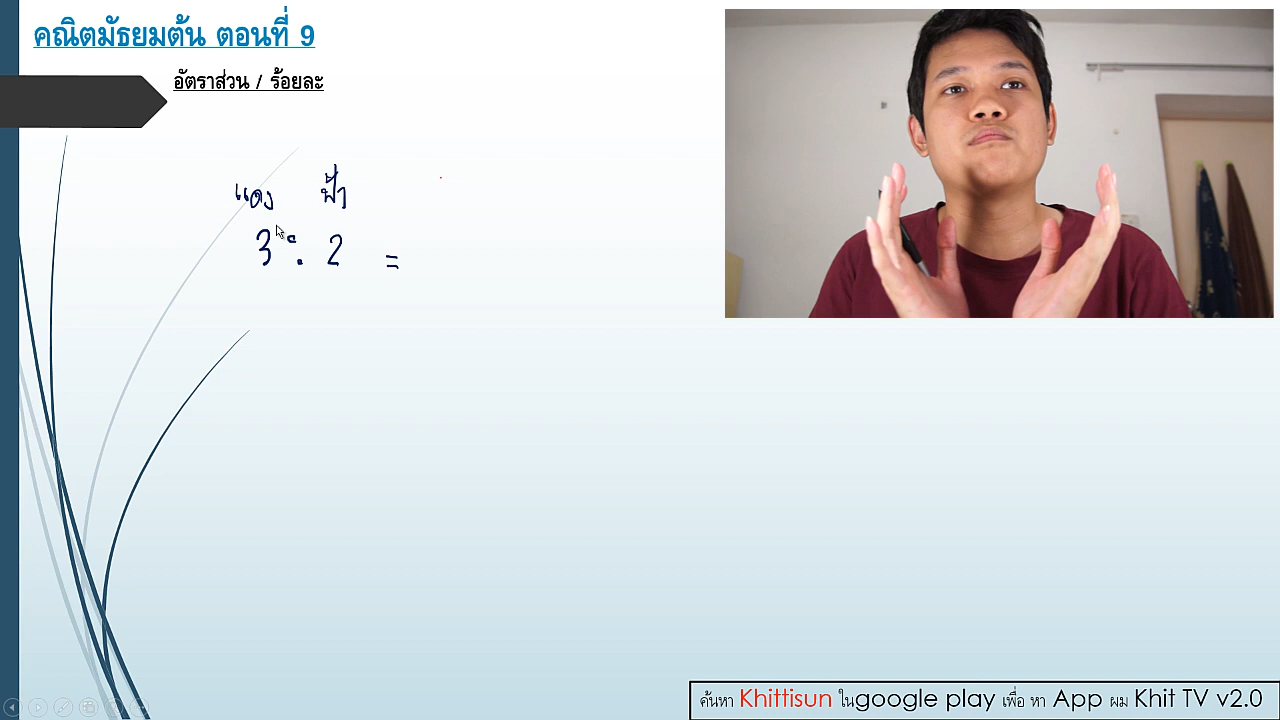 คณิตมัธยมต้น ตอนที่ 9
อัตราส่วน / ร้อยละ
แดง ฟ้า
3 : 2 =
ค้นหา Khittisun ในgoogle play เพื่อ หา App ผม Khit TV v2.0